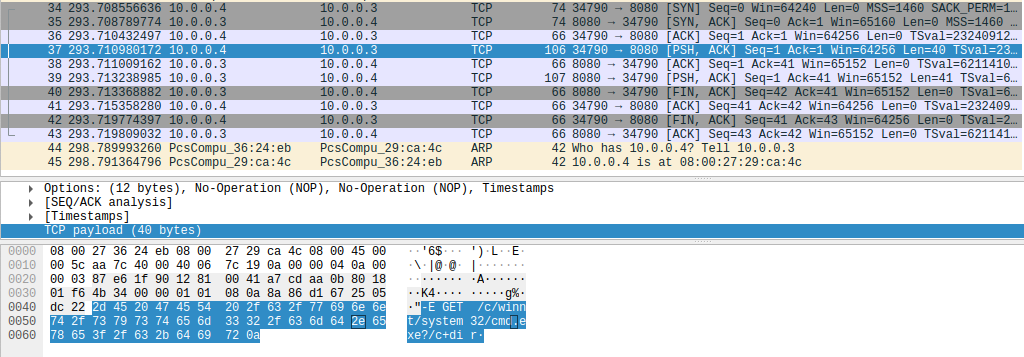 34 293.708556636 10.0.0.4 10.0.0.3 TCP 74 34790 → 8080 [SYN] Seq=0 Win=64240 Len=0 MSS=1460 SACK_PERM=1…
35 293.708789774 10.0.0.3 10.0.0.4 TCP 74 8080 → 34790 [SYN, ACK] Seq=0 Ack=1 Win=65160 Len=0 MSS=1460 …
36 293.710432497 10.0.0.4 10.0.0.3 TCP 66 34790 → 8080 [ACK] Seq=1 Ack=1 Win=64256 Len=0 TSval=23240912…
37 293.710980172 10.0.0.4 10.0.0.3 TCP 106 34790 → 8080 [PSH, ACK] Seq=1 Ack=1 Win=64256 Len=40 TSval=23…
38 293.711009162 10.0.0.3 10.0.0.4 TCP 66 8080 → 34790 [ACK] Seq=1 Ack=41 Win=65152 Len=0 TSval=6211410…
39 293.713238985 10.0.0.3 10.0.0.4 TCP 107 8080 → 34790 [PSH, ACK] Seq=1 Ack=41 Win=65152 Len=41 TSval=6…
40 293.713368882 10.0.0.3 10.0.0.4 TCP 66 8080 → 34790 [FIN, ACK] Seq=42 Ack=41 Win=65152 Len=0 TSval=6…
41 293.715358280 10.0.0.4 10.0.0.3 TCP 66 34790 → 8080 [ACK] Seq=41 Ack=42 Win=64256 Len=0 TSval=232409…
42 293.719774397 10.0.0.4 10.0.0.3 TCP 66 34790 → 8080 [FIN, ACK] Seq=41 Ack=43 Win=64256 Len=0 TSval=2…
43 293.719809032 10.0.0.3 10.0.0.4 TCP 66 8080 → 34790 [ACK] Seq=43 Ack=42 Win=65152 Len=0 TSval=621141…
44 298.789993260 PcsCompu_36:24:eb PcsCompu_29:ca:4c ARP 42 Who has 10.0.0.4? Tell 10.0.0.3
45 298.791364796 PcsCompu_29:ca:4c PcsCompu_36:24:eb ARP 42 10.0.0.4 is at 08:00:27:29:ca:4c
Options: (12 bytes), No-Operation (NOP), No-Operation (NOP), Timestamps
[SEQ/ACK analysis]
[Timestamps]
TCP payload (40 bytes)
0000 08 00 27 36 24 eb 08 00 27 29 ca 4c 08 00 45 00 ··'6$··· ')·L··E·
0010 00 5c aa 7c 40 00 40 06 7c 19 0a 00 00 04 0a 00 ·\·|@·@· |·······
0020 00 03 87 e6 1f 90 12 81 00 41 a7 cd aa 0b 80 18 ········ ·A······
0030 01 f6 4b 34 00 00 01 01 08 0a 8a 86 d1 67 25 05 ··K4···· ·····g%·
0040 dc 22 2d 45 20 47 45 54 20 2f 63 2f 77 69 6e 6e ·"-E GET /c/winn
0050 74 2f 73 79 73 74 65 6d 33 32 2f 63 6d 64 2e 65 t/system 32/cmd.e
0060 78 65 3f 2f 63 2b 64 69 72 0a xe?/c+di r·